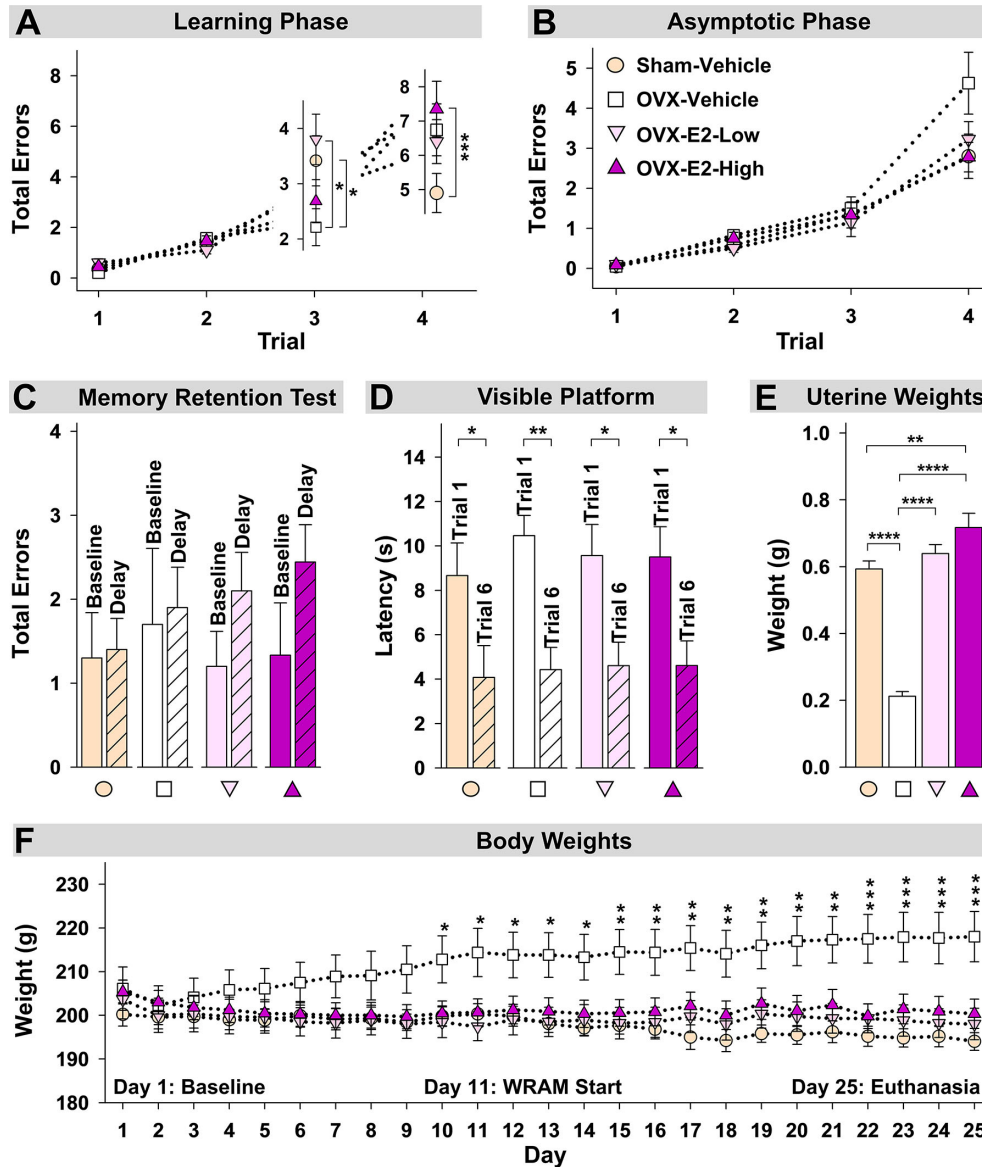 A Learning Phase
Total Errors
8
6
4
2
0
4
3
2
*
*
8
7
6
5
***
1 2 3 4
Trial
B Asymptotic Phase
Total Errors
5
4
3
2
1
0
Sham-Vehicle
OVX-Vehicle
OVX-E2-Low
OVX-E2-High
1 2 3 4
Trial
C Memory Retention Test
Total Errors
4
3
2
1
0
Baseline
Delay
Baseline
Delay
Baseline
Delay
Baseline
Delay
D Visible Platform
Latency (s)
14
12
10
8
6
4
2
0
* ** * *
Trial 1
Trial 6
Trial 1
Trial 6
Trial 1
Trial 6
Trial 1
Trial 6
E Uterine Weights
Weight (g)
1.0
0.8
0.6
0.4
0.2
0.0
**
****
****
****
F Body Weights
Weight (g)
230
220
210
200
190
180
* * * * * ** ** ** ** ** ** ** *** *** *** ***
Day 1: Baseline Day 11: WRAM Start Day 25: Euthanasia
1 2 3 4 5 6 7 8 9 10 11 12 13 14 15 16 17 18 19 20 21 22 23 24 25
Day